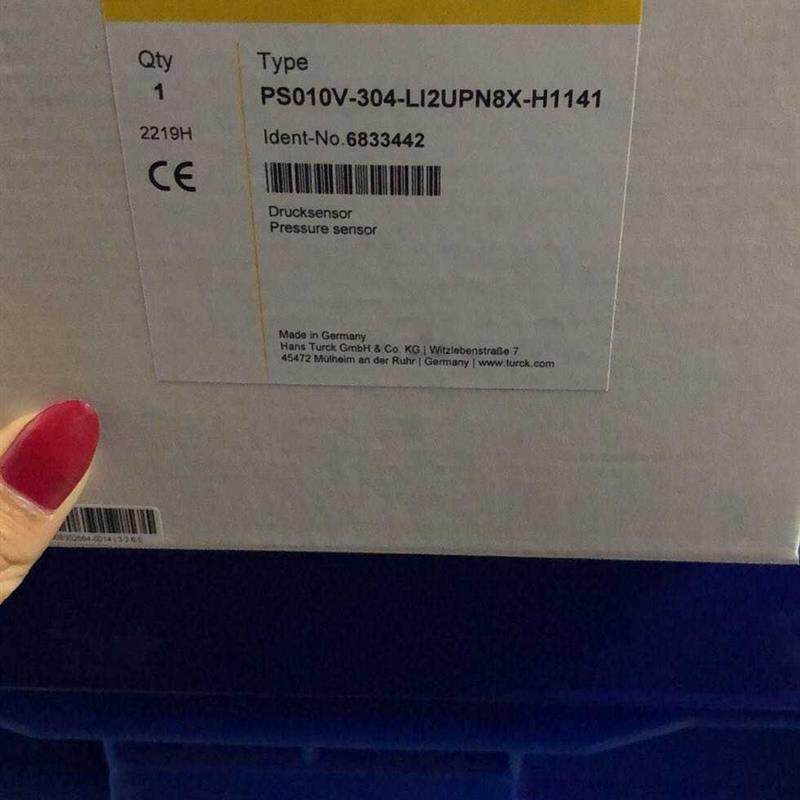 Qty
1
2219H
CE
Type
PS010V-304-LI2UPN8X-H1141
Ident-No.6833442
Drucksensor
Pressure sensor
Made in Germany
Hans Turck GmbH & Co. KG | Witzlebenstraße 7
45472 Mülheim an der Ruhr | Germany | www.turck.com